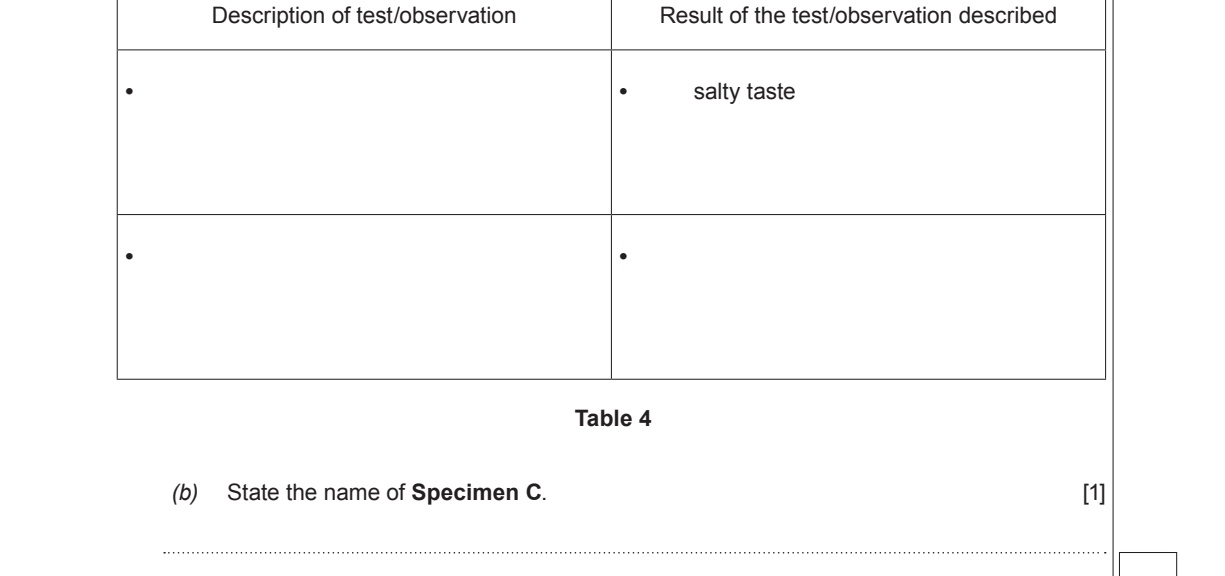 Description of test/observation Result of the test/observation described
• • salty taste
• •
Table 4
(b) State the name of Specimen C. [1]